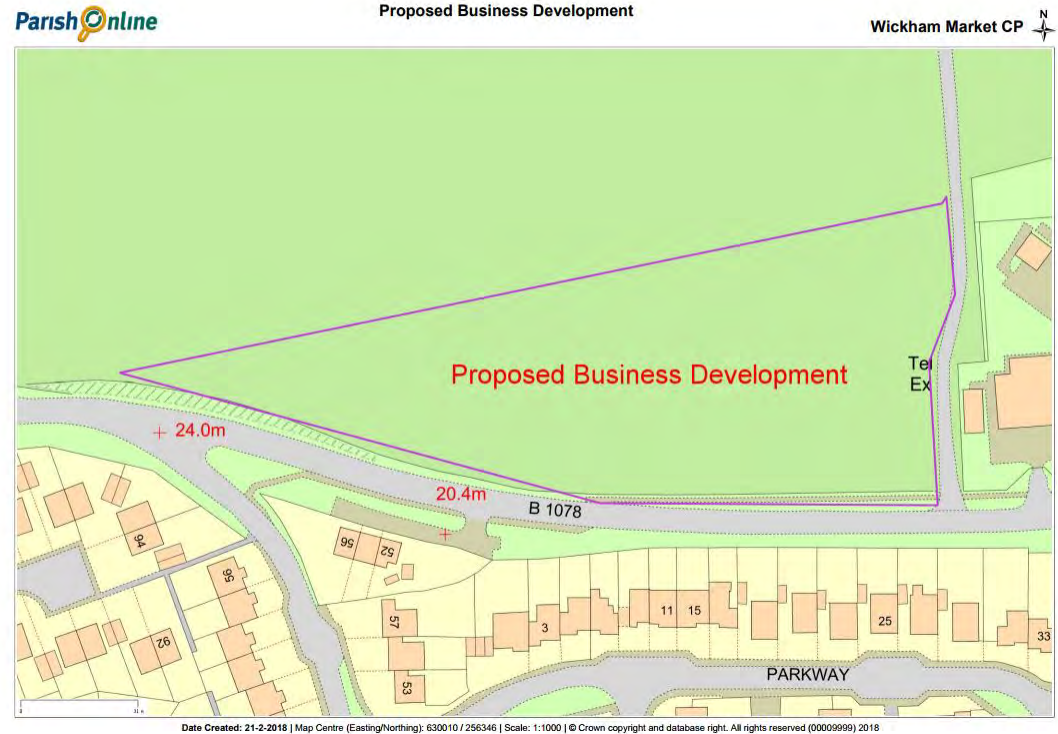 Parish Online
Proposed Business Development
Wickham Market CP
N
Proposed Business Development
Tel
Ex
24.0m
20.4m
B 1078
94
56
52
56
92
57
53
3
11
15
25
33
PARKWAY
Date Created: 21-2-2018 | Map Centre (Easting/Northing): 630010 / 256346 | Scale: 1:1000 | © Crown copyright and database right. All rights reserved (00009999) 2018